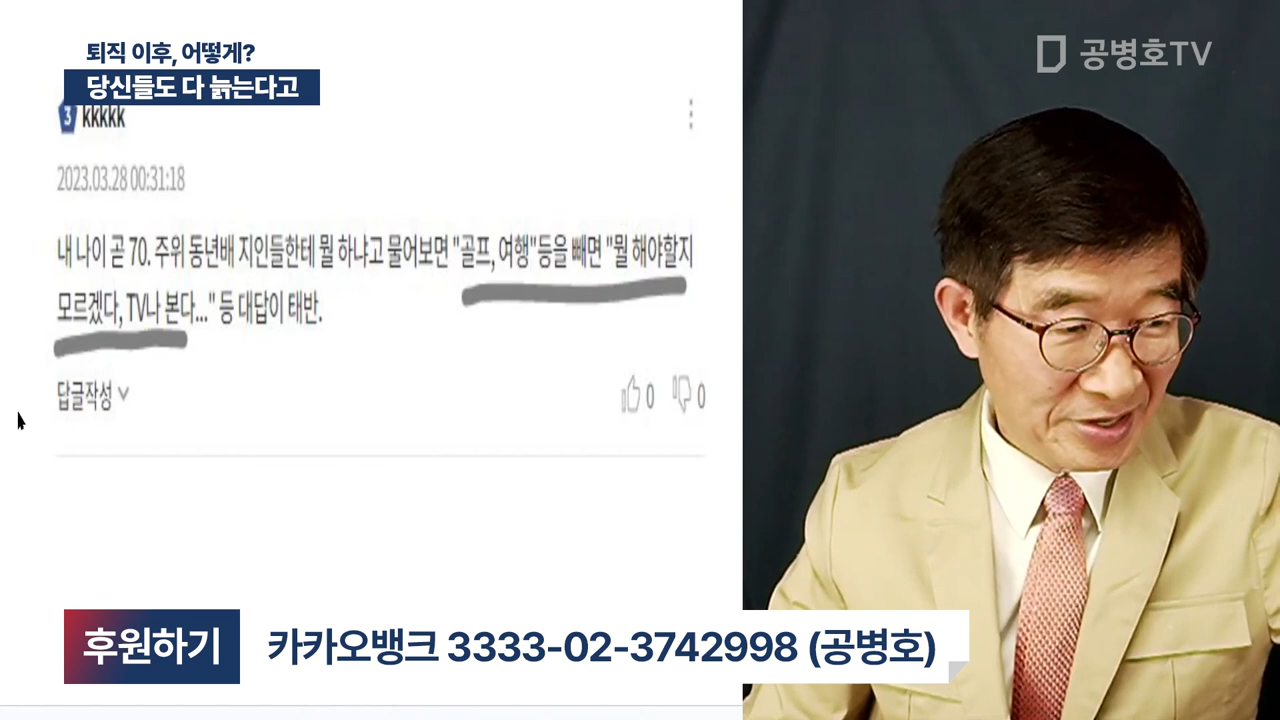 퇴직 이후, 어떻게?
당신들도 다 늙는다고
공병호TV
3 kkkkk
2023.03.28 00:31:18
내 나이 곧 70. 주위 동년배 지인들한테 뭘 하냐고 물어보면 "골프, 여행"등을 빼면 "뭘 해야할지
모르겠다, TV나 본다..." 등 대답이 태반.
답글작성
0 0
후원하기 카카오뱅크 3333-02-3742998 (공병호)